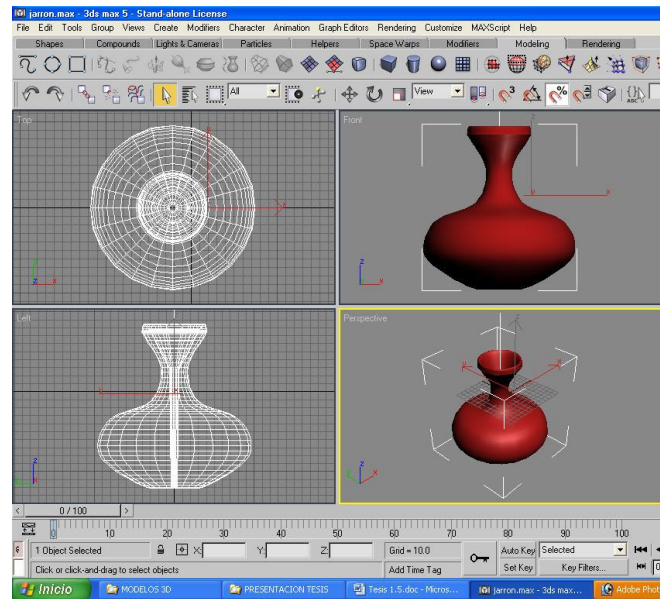 jarron.max - 3ds max 5 - Stand-alone License
File Edit Tools Group Views Create Modifiers Character Animation Graph Editors Rendering Customize MAXScript Help
Shapes Compounds Lights & Cameras Particles Helpers Space Warps Modifiers Modeling Rendering
All View
Top Front
z x z x
Left Perspective
z z x
< 0 / 100 >
0 10 20 30 40 50 60 70 80 90 100
1 Object Selected X: Y: Z: Grid = 10.0 Auto Key Selected
Click or click-and-drag to select objects Add Time Tag Set Key Key Filters...
Inicio MODELOS 3D PRESENTACION TESIS Tesis 1.5.doc - Micros... jarron.max - 3ds max... Adobe Phot